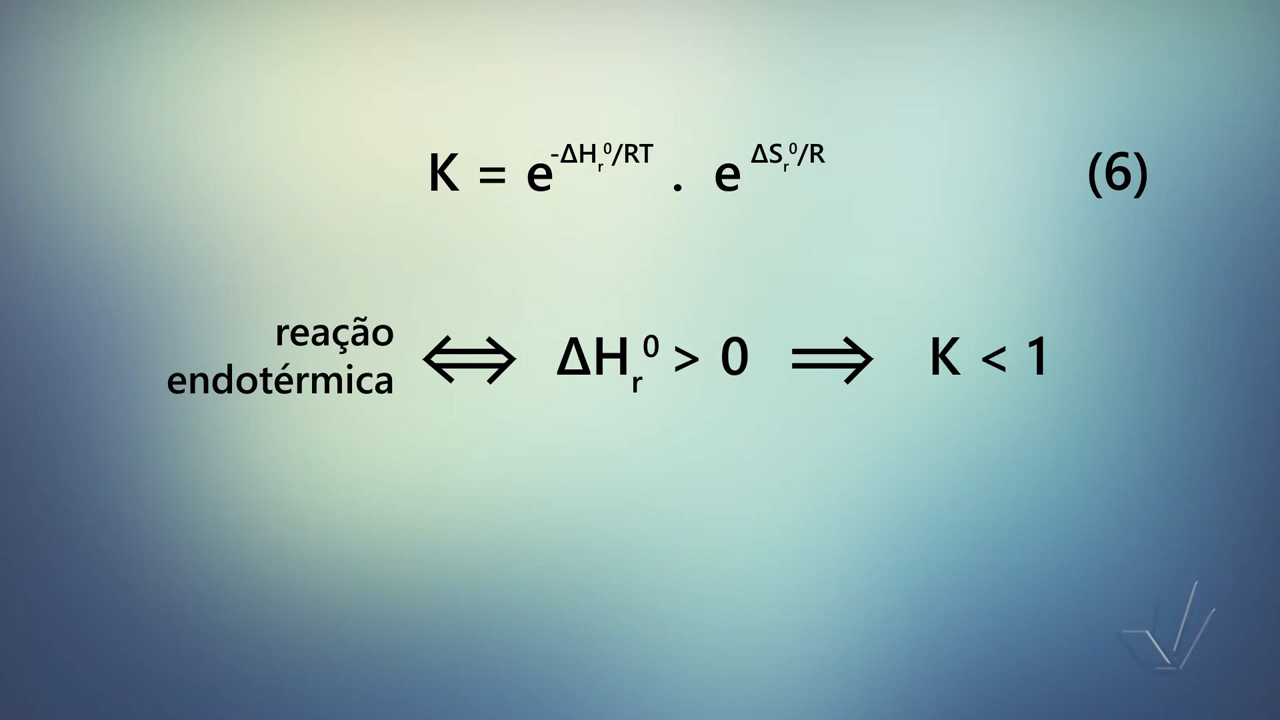 K = e^-ΔH_r^0/RT . e^ΔS_r^0/R (6)
reação
endotérmica ⟺ ΔH_r^0 > 0 ⟹ K < 1